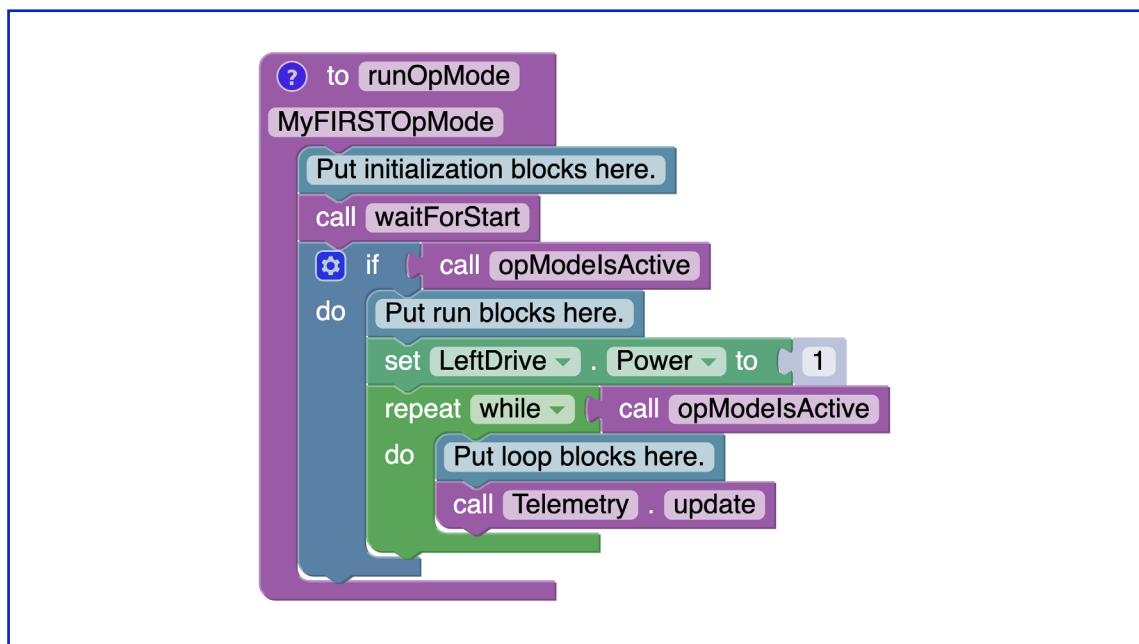 ? to runOpMode
MyFIRSTOpMode
Put initialization blocks here.
call waitForStart
if call opModeIsActive
do Put run blocks here.
set LeftDrive . Power to 1
repeat while call opModeIsActive
do Put loop blocks here.
call Telemetry . update